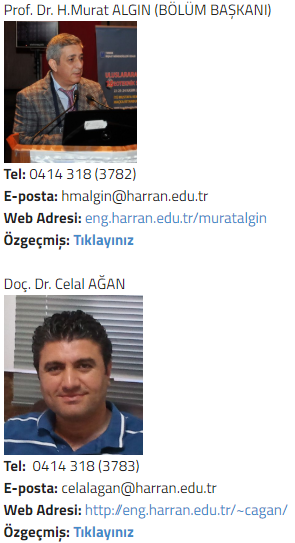 Prof. Dr. H.Murat ALGIN (BÖLÜM BAŞKANI)
ULUSLARARA
Tel: 0414 318 (3782)
E-posta: hmalgin@harran.edu.tr
Web Adresi: eng.harran.edu.tr/muratalgin
Özgeçmiş: Tıklayınız
Doç. Dr. Celal AĞAN
Tel: 0414 318 (3783)
E-posta: celalagan@harran.edu.tr
Web Adresi: http://eng.harran.edu.tr/~cagan/
Özgeçmiş: Tıklayınız